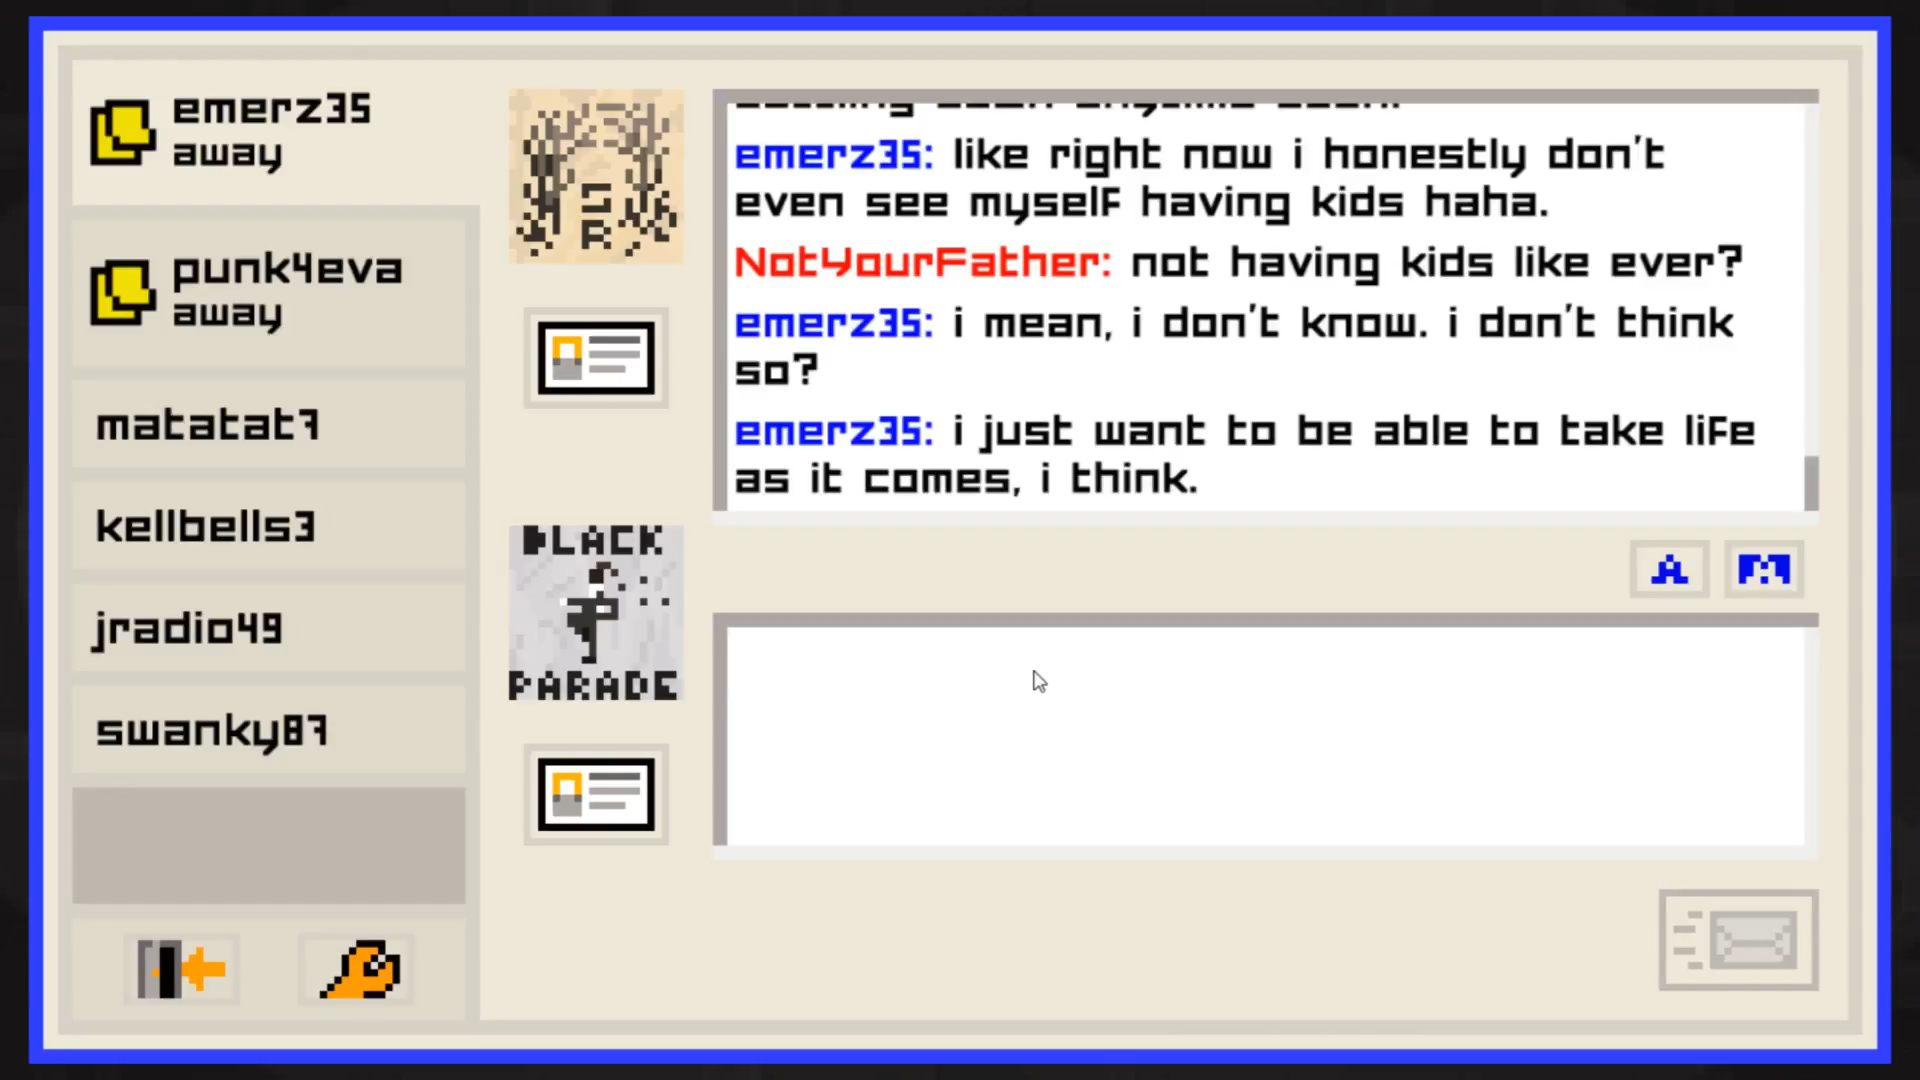 emerz35
away
punk4eva
away
matatat7
kellbells3
jradio49
swanky87
emerz35: like right now i honestly don't
even see myself having kids haha.
NotYourFather: not having kids like ever?
emerz35: i mean, i don't know. i don't think
so?
emerz35: i just want to be able to take life
as it comes, i think.
A
BLACK
PARADE